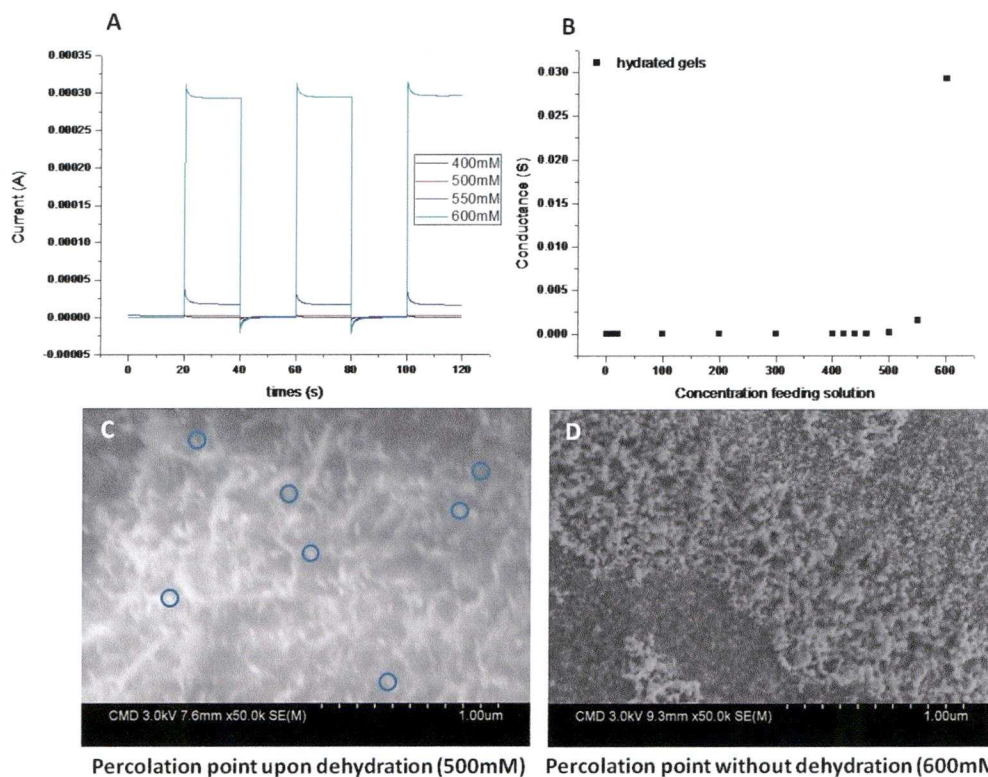 A
0.00035
0.00030
0.00025
0.00020
0.00015
0.00010
0.00005
0.00000
-0.00005
Current (A)
0 20 40 60 80 100 120
times (s)
400mM
500mM
550mM
600mM
B
hydrated gels
0.030
0.025
0.020
0.015
0.010
0.005
0.000
Conductance (S)
0 100 200 300 400 500 600
Concentration feeding solution
C
CMD 3.0kV 7.6mm x50.0k SE(M) 1.00um
Percolation point upon dehydration (500mM)
D
CMD 3.0kV 9.3mm x50.0k SE(M) 1.00um
Percolation point without dehydration (600m